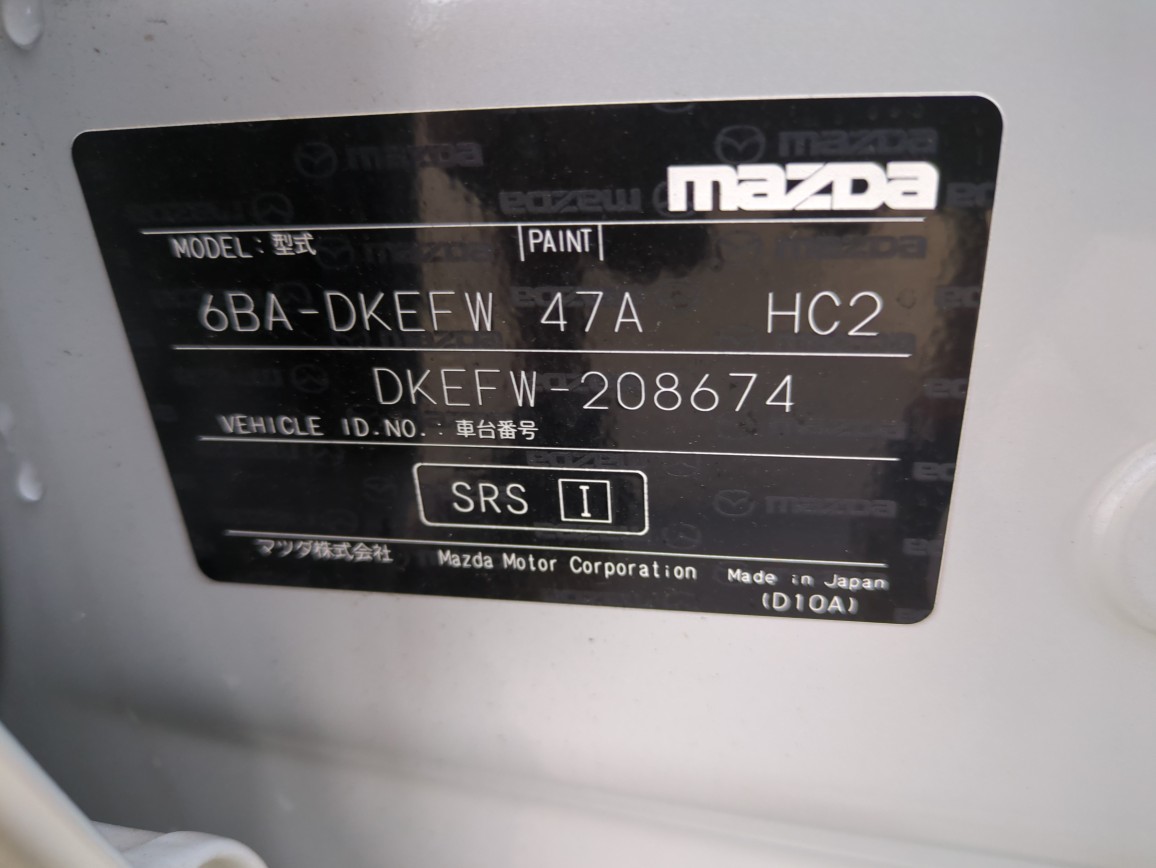 mazda
MODEL：型式 |PAINT|
6BA-DKEFW 47A HC2
DKEFW-208674
VEHICLE ID.NO.：車台番号
SRS I
マツダ株式会社 Mazda Motor Corporation Made in Japan
(D10A)